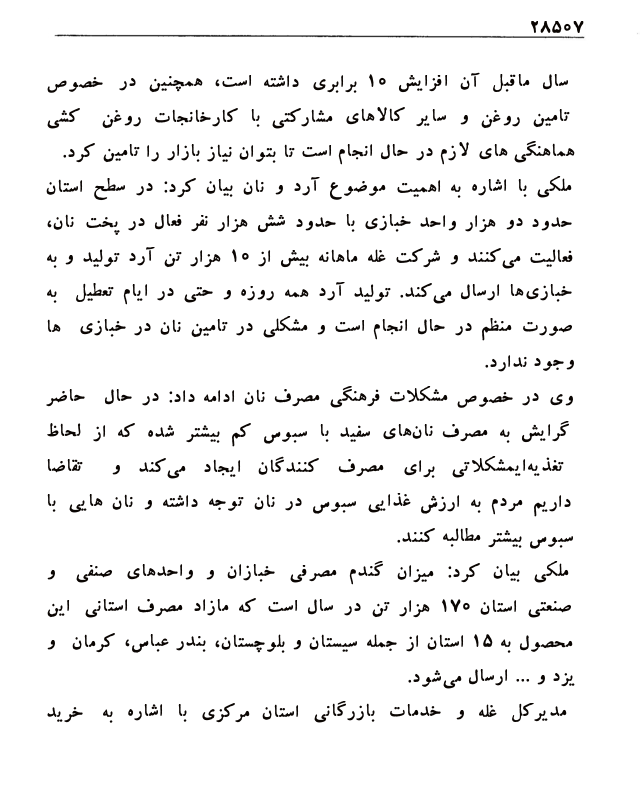 ۲۸۵۰۷
سال ماقبل آن افزایش ۱۰ برابری داشته است، همچنین در خصوص
تامین روغن و سایر کالاهای مشارکتی با کارخانجات روغن کشی
هماهنگی های لازم در حال انجام است تا بتوان نیاز بازار را تامین کرد.
ملکی با اشاره به اهمیت موضوع آرد و نان بیان کرد: در سطح استان
حدود دو هزار واحد خبازی با حدود شش هزار نفر فعال در پخت نان،
فعالیت می‌کنند و شرکت غله ماهانه بیش از ۱۰ هزار تن آرد تولید و به
خبازی‌ها ارسال می‌کند. تولید آرد همه روزه و حتی در ایام تعطیل به
صورت منظم در حال انجام است و مشکلی در تامین نان در خبازی ها
وجود ندارد.
وی در خصوص مشکلات فرهنگی مصرف نان ادامه داد: در حال حاضر
گرایش به مصرف نان‌های سفید با سبوس کم بیشتر شده که از لحاظ
تغذیه‌ایمشکلاتی برای مصرف کنندگان ایجاد می‌کند و تقاضا
داریم مردم به ارزش غذایی سبوس در نان توجه داشته و نان هایی با
سبوس بیشتر مطالبه کنند.
ملکی بیان کرد: میزان گندم مصرفی خبازان و واحدهای صنفی و
صنعتی استان ۱۷۰ هزار تن در سال است که مازاد مصرف استانی این
محصول به ۱۵ استان از جمله سیستان و بلوچستان، بندر عباس، کرمان و
یزد و ... ارسال می‌شود.
مدیرکل غله و خدمات بازرگانی استان مرکزی با اشاره به خرید